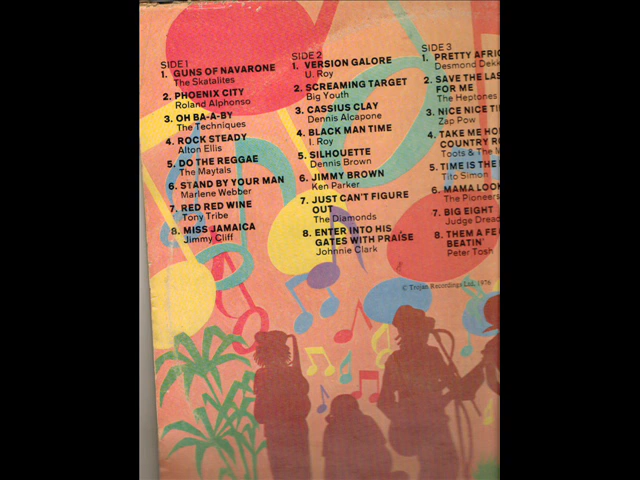 SIDE 1
1. GUNS OF NAVARONE
The Skatalites
2. PHOENIX CITY
Roland Alphonso
3. OH BA-A-BY
The Techniques
4. ROCK STEADY
Alton Ellis
5. DO THE REGGAE
The Maytals
6. STAND BY YOUR MAN
Marlene Webber
7. RED RED WINE
Tony Tribe
8. MISS JAMAICA
Jimmy Cliff
SIDE 2
1. VERSION GALORE
U. Roy
2. SCREAMING TARGET
Big Youth
3. CASSIUS CLAY
Dennis Alcapone
4. BLACK MAN TIME
I. Roy
5. SILHOUETTE
Dennis Brown
6. JIMMY BROWN
Ken Parker
7. JUST CAN'T FIGURE
OUT
The Diamonds
8. ENTER INTO HIS
GATES WITH PRAISE
Johnnie Clark
SIDE 3
1. PRETTY
Desmond
2. SAVE THE
FOR ME
The Heptones
3. NICE NICE
Zap Pow
4. TAKE ME
COUNTRY
Toots & The
5. TIME IS THE
Tito Simon
6. MAMA LOOK
The Pioneers
7. BIG EIGHT
Judge Dread
8. THEM A
BEATIN'
Peter Tosh
© Trojan Recordings Ltd. 1976